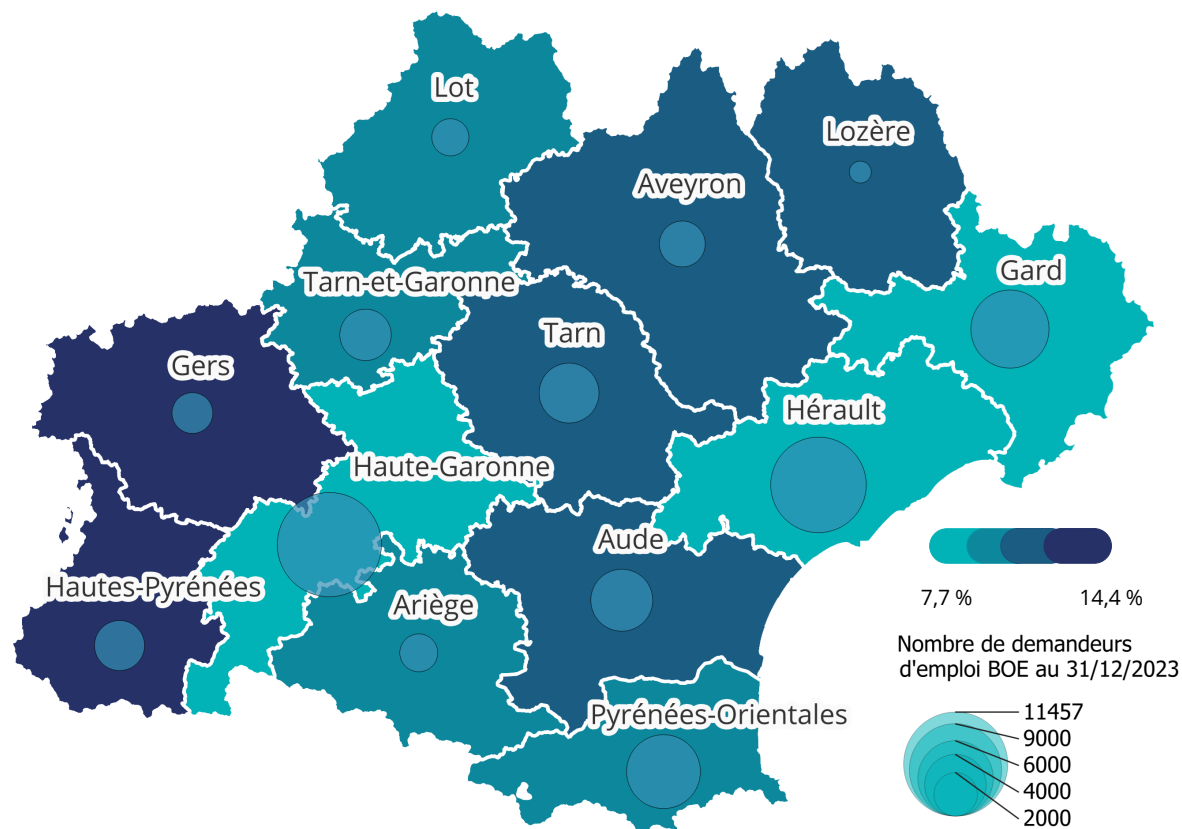 Lot
Lozère
Aveyron
Gard
Tarn-et-Garonne
Tarn
Gers
Hérault
Haute-Garonne
Aude
Hautes-Pyrénées
Ariège
Pyrénées-Orientales
7,7 %
14,4 %
Nombre de demandeurs
d'emploi BOE au 31/12/2023
11457
9000
6000
4000
2000